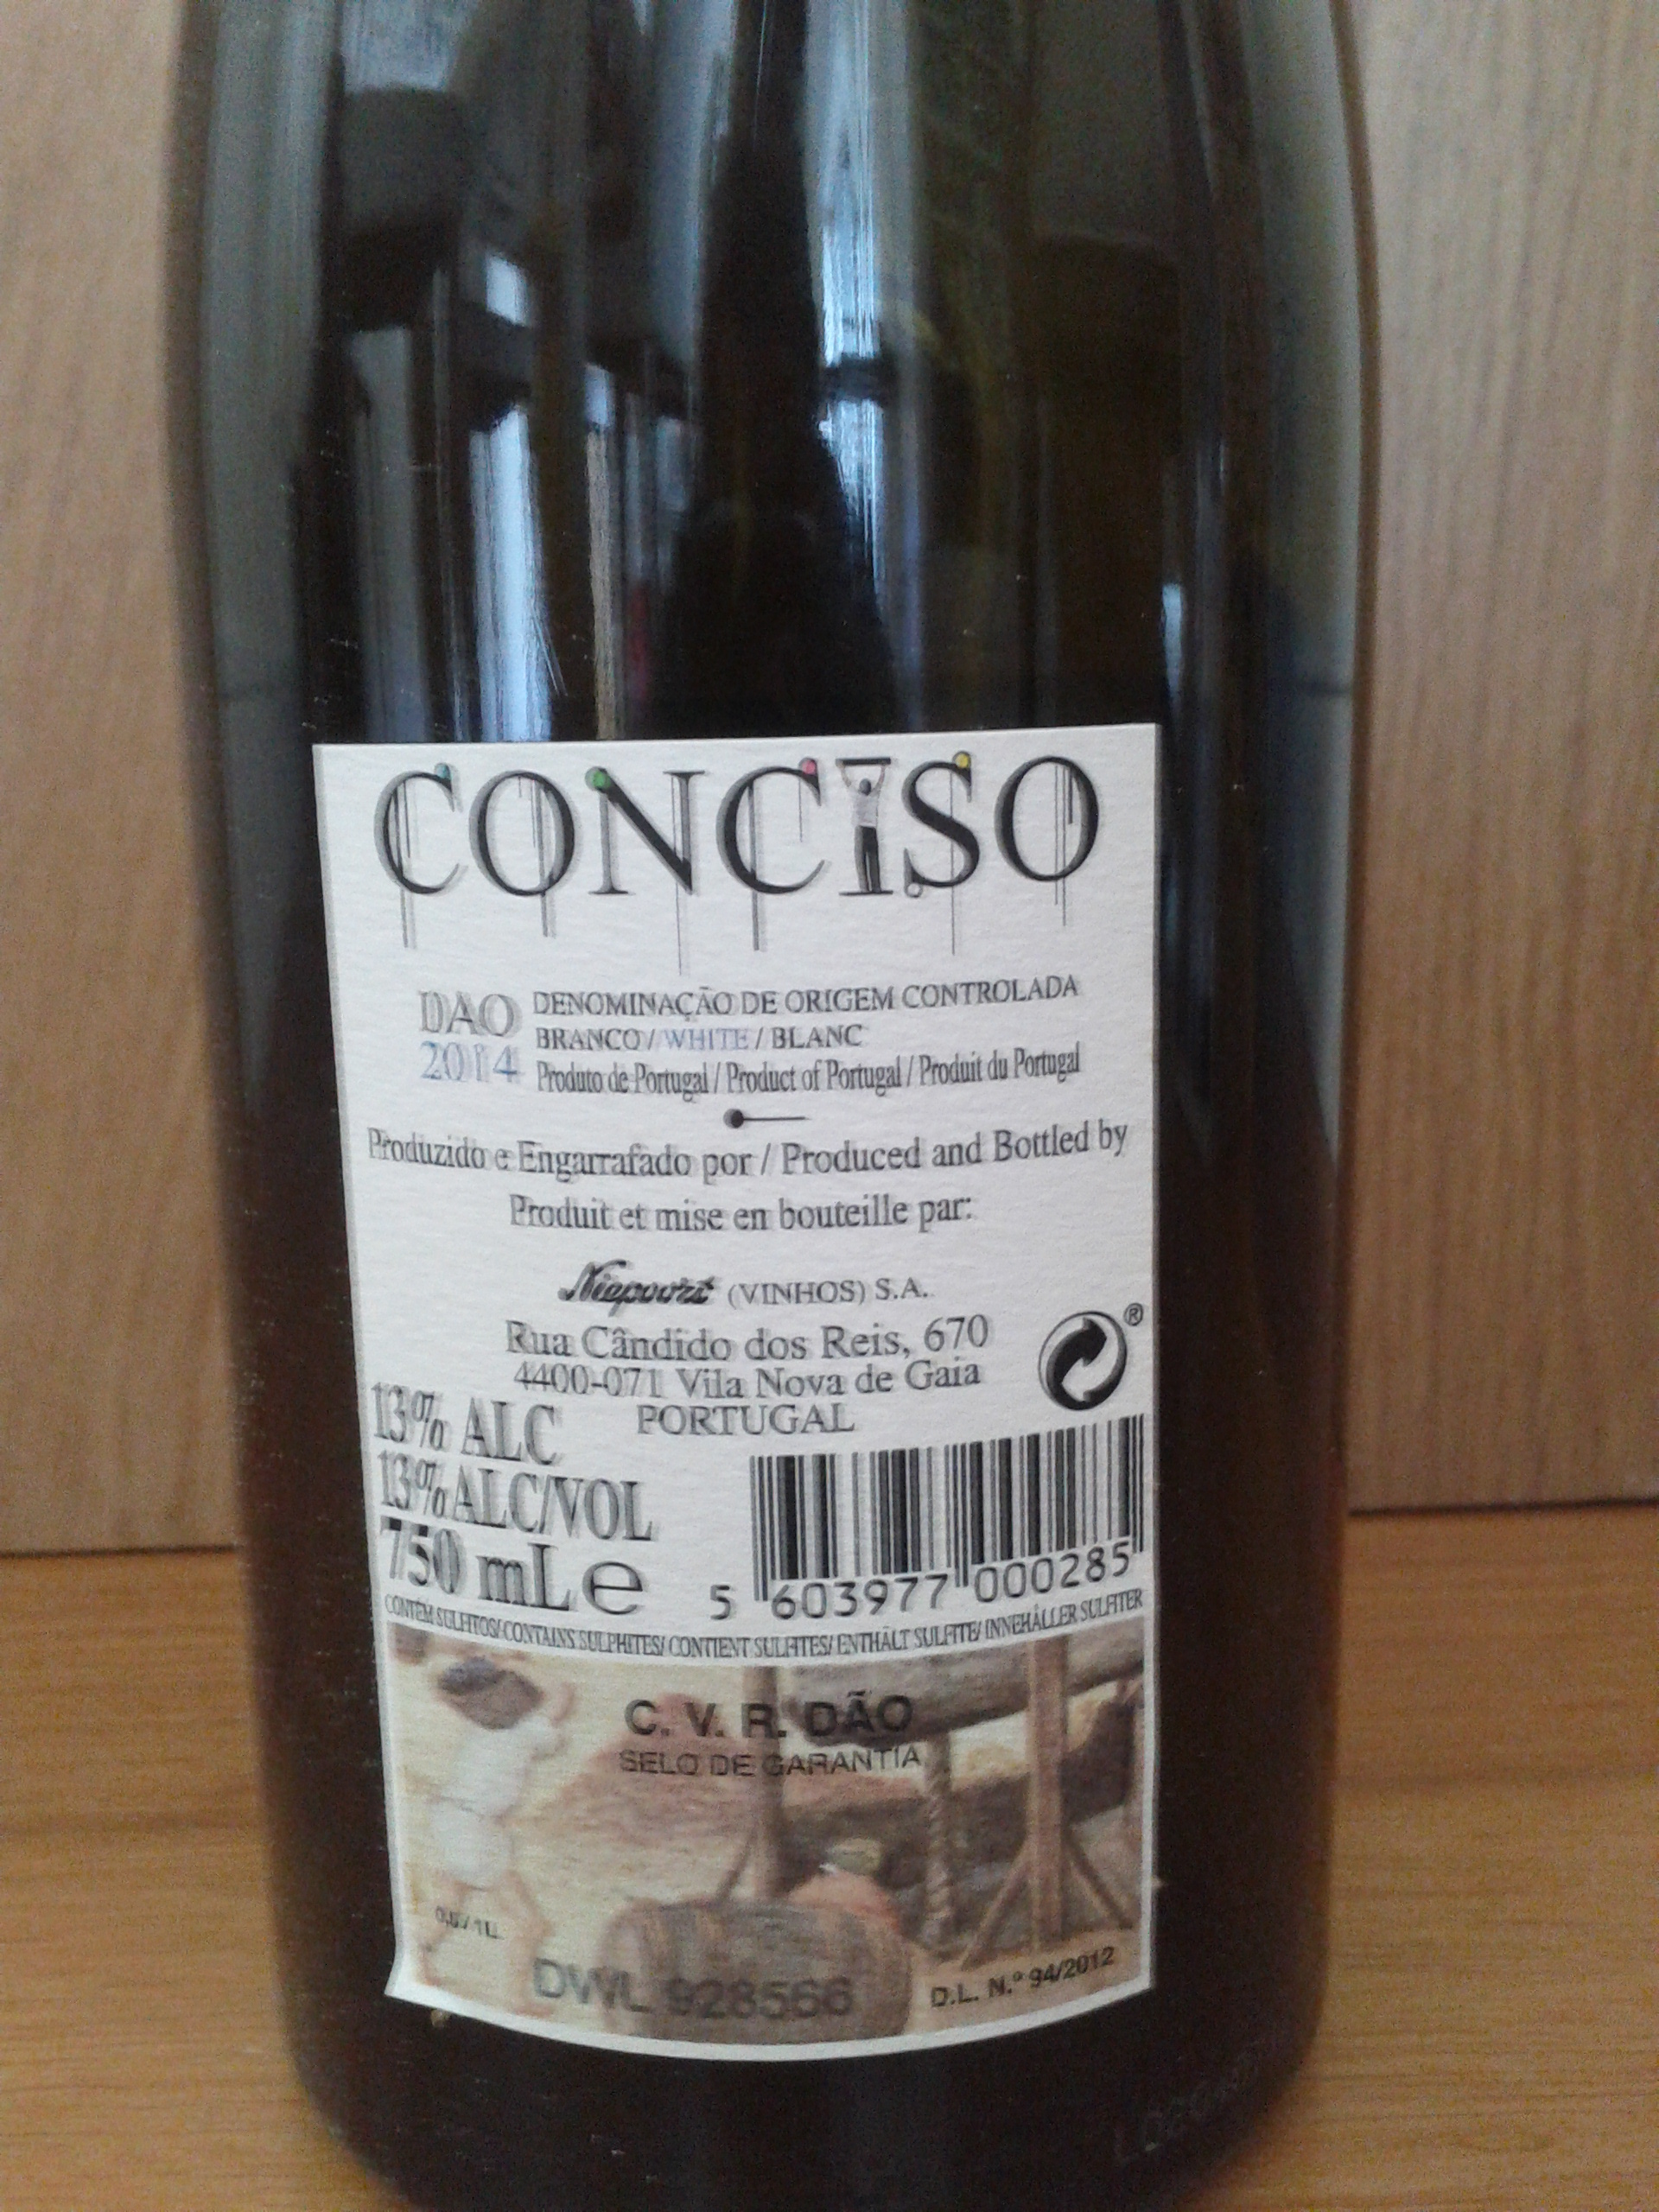 CONCISO
DAO DENOMINAÇÃO DE ORIGEM CONTROLADA
2014 BRANCO / WHITE / BLANC
Produto de Portugal / Product of Portugal / Produit du Portugal
Produzido e Engarrafado por / Produced and Bottled by
Produit et mise en bouteille par:
Niepoort (VINHOS) S.A.
Rua Cândido dos Reis, 670
4400-071 Vila Nova de Gaia
PORTUGAL
®
13% ALC
13% ALC/VOL
750 mL e
5 603977 000285
CONTÉM SULFITOS/ CONTAINS SULPHITES/ CONTIENT SULFITES/ ENTHÄLT SULFITE/ INNEHÅLLER SULFITER
C. V. R. DÃO
SELO DE GARANTIA
DWL 928566
D.L. N.º 94/2012